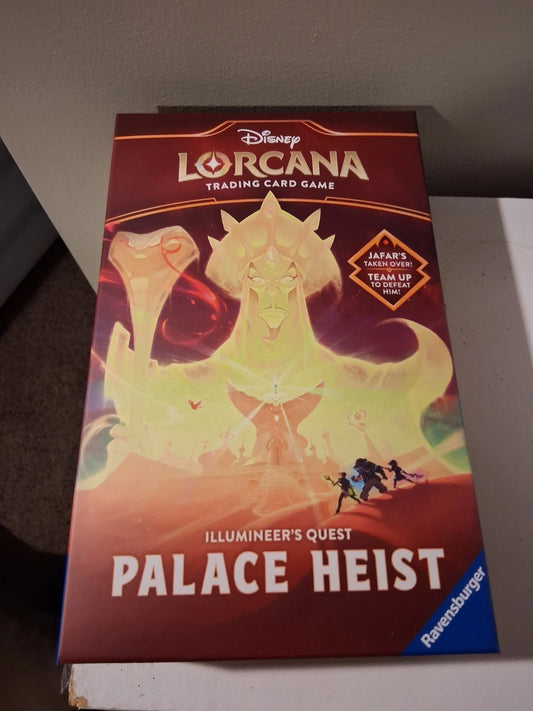 Disney
LORCANA
TRADING CARD GAME
JAFAR'S
TAKEN OVER!
TEAM UP
TO DEFEAT
HIM!
ILLUMINEER'S QUEST
PALACE HEIST
Ravensburger